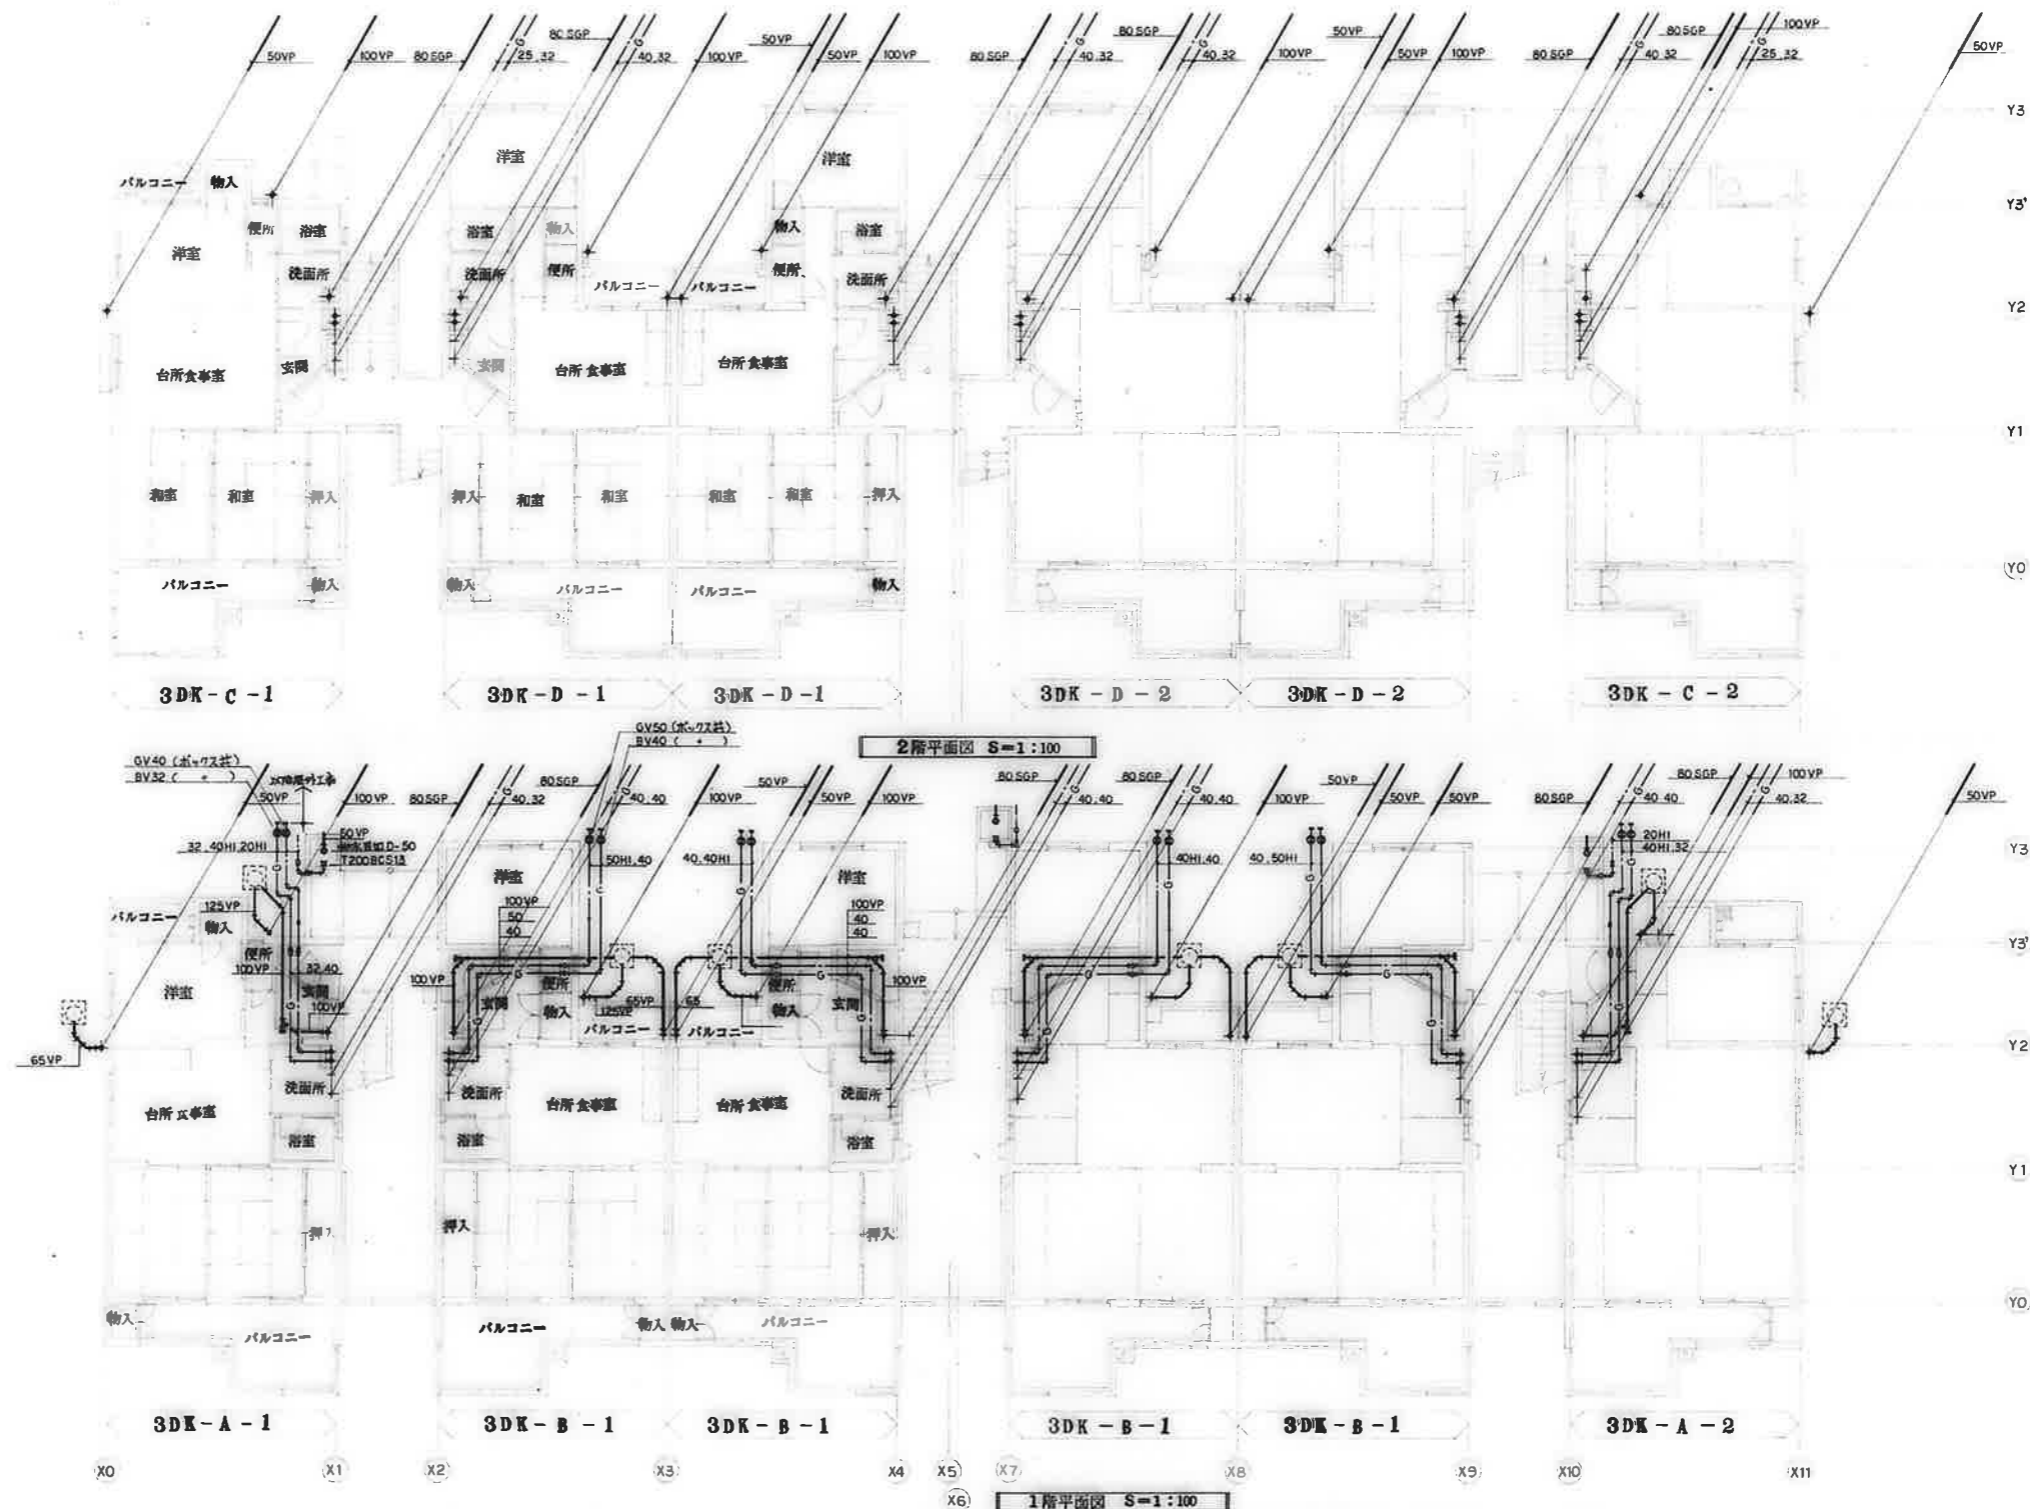 50VP 100VP 80SGP 25.32 80SGP 40.32 100VP 50VP 50VP 100VP 80SGP 40.32 80SGP 40.32 100VP 50VP 50VP 100VP 80SGP 40.32 80SGP 25.32 100VP 50VP
Y3
洋室 洋室
バルコニー 物入
Y3'
便所 浴室 浴室 物入 物入 浴室
洋室 洗面所 洗面所 便所 便所 洗面所
バルコニー バルコニー
Y2
台所食事室 玄関 玄関 台所食事室 台所食事室
Y1
和室 和室 押入 押入 和室 和室 和室 和室 押入
Y0
バルコニー 物入 物入 バルコニー バルコニー 物入
3DK-C-1 3DK-D-1 3DK-D-1 3DK-D-2 3DK-D-2 3DK-C-2
2階平面図 S=1:100
GV40 (ボックス共)
BV32 ( 〃 )
GV50 (ボックス共)
BV40 ( 〃 )
50VP 100VP 80SGP 40.32 80SGP 40.40 100VP 50VP 50VP 100VP 80SGP 40.40 80SGP 40.40 100VP 50VP 50VP 50VP 80SGP 40.40 80SGP 40.32 100VP 50VP
50VP
D-50
32.40HI.20HI 50HI.40 40.40HI 40HI.40 40.50HI 20HI
40HI.32
Y3
洋室 洋室
125VP 100VP 100VP
50 40
40 40
バルコニー 物入
Y3'
便所 100VP 32.40 100VP 便所 便所 100VP
洋室 玄関 100VP 玄関 物入 125VP 65VP 65 物入 玄関
バルコニー バルコニー
Y2
65VP
洗面所 洗面所 洗面所
台所食事室 台所食事室 台所食事室
浴室 浴室 浴室
Y1
押入 押入 押入
Y0
物入 バルコニー バルコニー 物入 物入 バルコニー
3DK-A-1 3DK-B-1 3DK-B-1 3DK-B-1 3DK-B-1 3DK-A-2
X0 X1 X2 X3 X4 X5 X7 X8 X9 X10 X11
X6
1階平面図 S=1:100